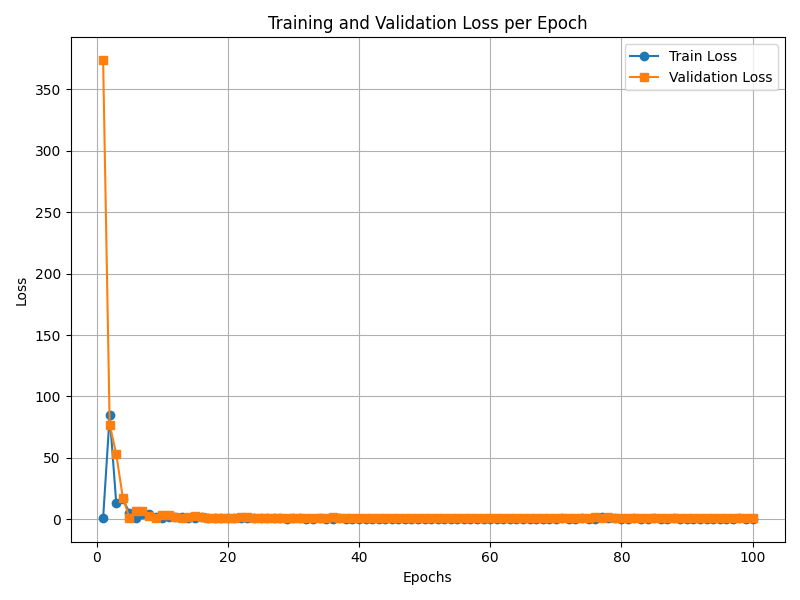 Training and Validation Loss per Epoch
Train Loss
Validation Loss
Loss
350
300
250
200
150
100
50
0
0 20 40 60 80 100
Epochs